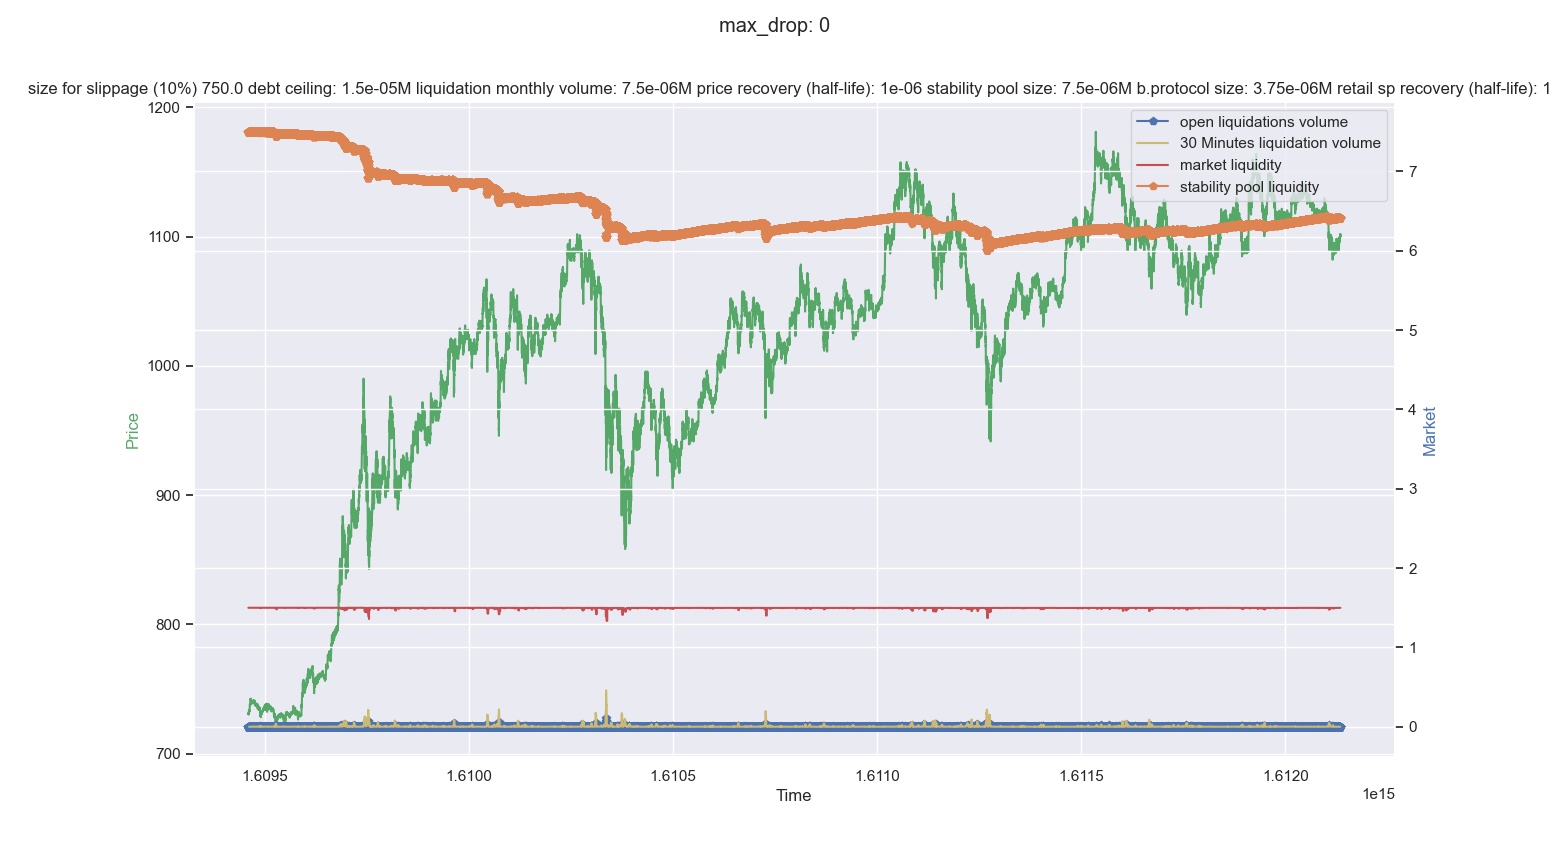 max_drop: 0
size for slippage (10%) 750.0 debt ceiling: 1.5e-05M liquidation monthly volume: 7.5e-06M price recovery (half-life): 1e-06 stability pool size: 7.5e-06M b.protocol size: 3.75e-06M retail sp recovery (half-life): 1
open liquidations volume
30 Minutes liquidation volume
market liquidity
stability pool liquidity
1200
1100
1000
900
800
700
Price
7
6
5
4
3
2
1
0
Market
1.6095
1.6100
1.6105
1.6110
1.6115
1.6120
1e15
Time